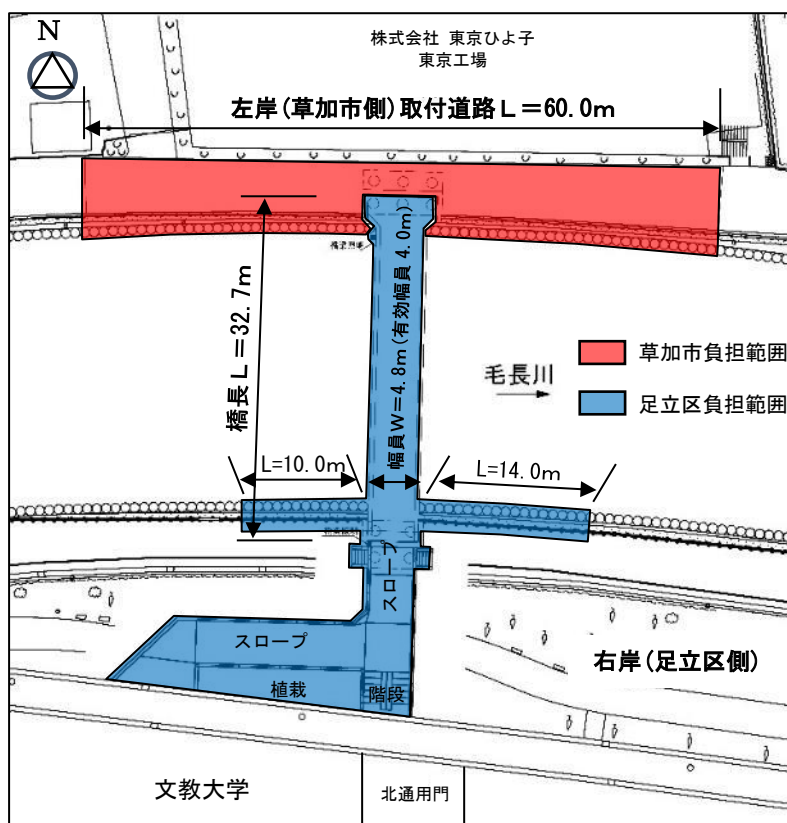 N
株式会社 東京ひよ子
東京工場
左岸(草加市側)取付道路L＝60.0m
橋長L＝32.7m
幅員W＝4.8m(有効幅員 4.0m)
草加市負担範囲
毛長川
足立区負担範囲
L=10.0m
L=14.0m
スロープ
スロープ
右岸(足立区側)
植栽
階段
文教大学
北通用門